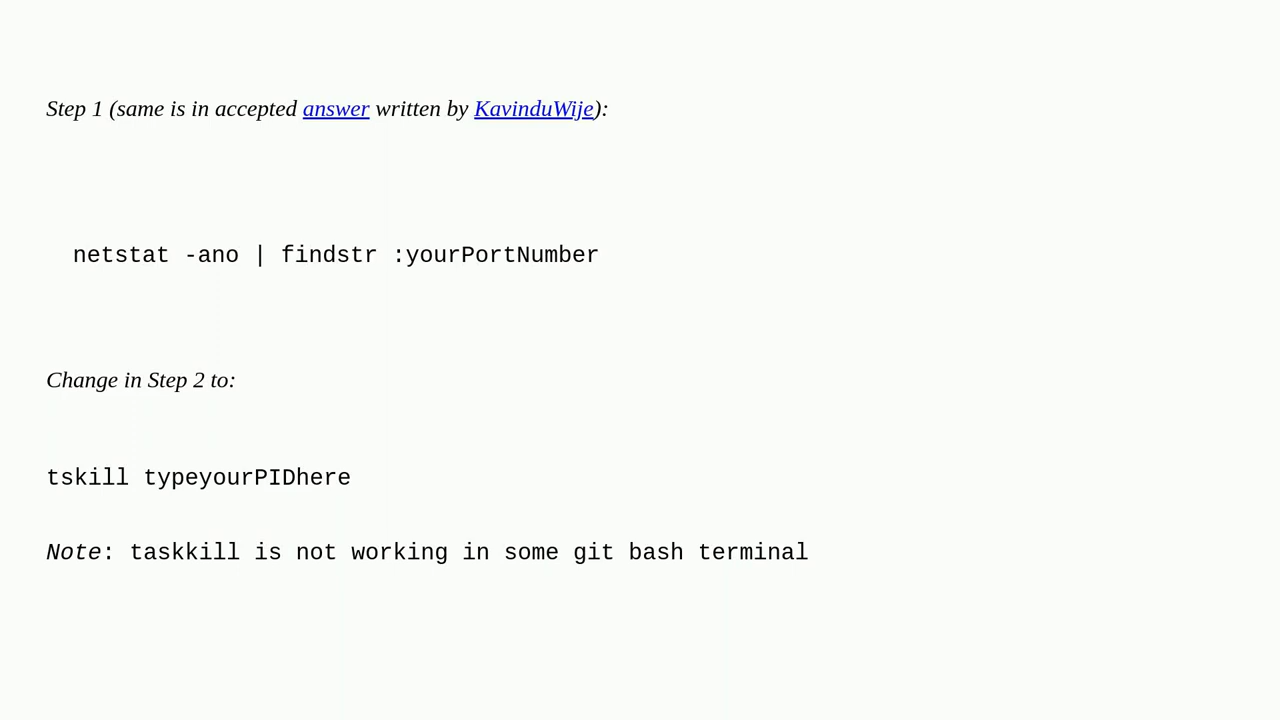 Step 1 (same is in accepted answer written by KavinduWije):
netstat -ano | findstr :yourPortNumber
Change in Step 2 to:
tskill typeyourPIDhere
Note: taskkill is not working in some git bash terminal